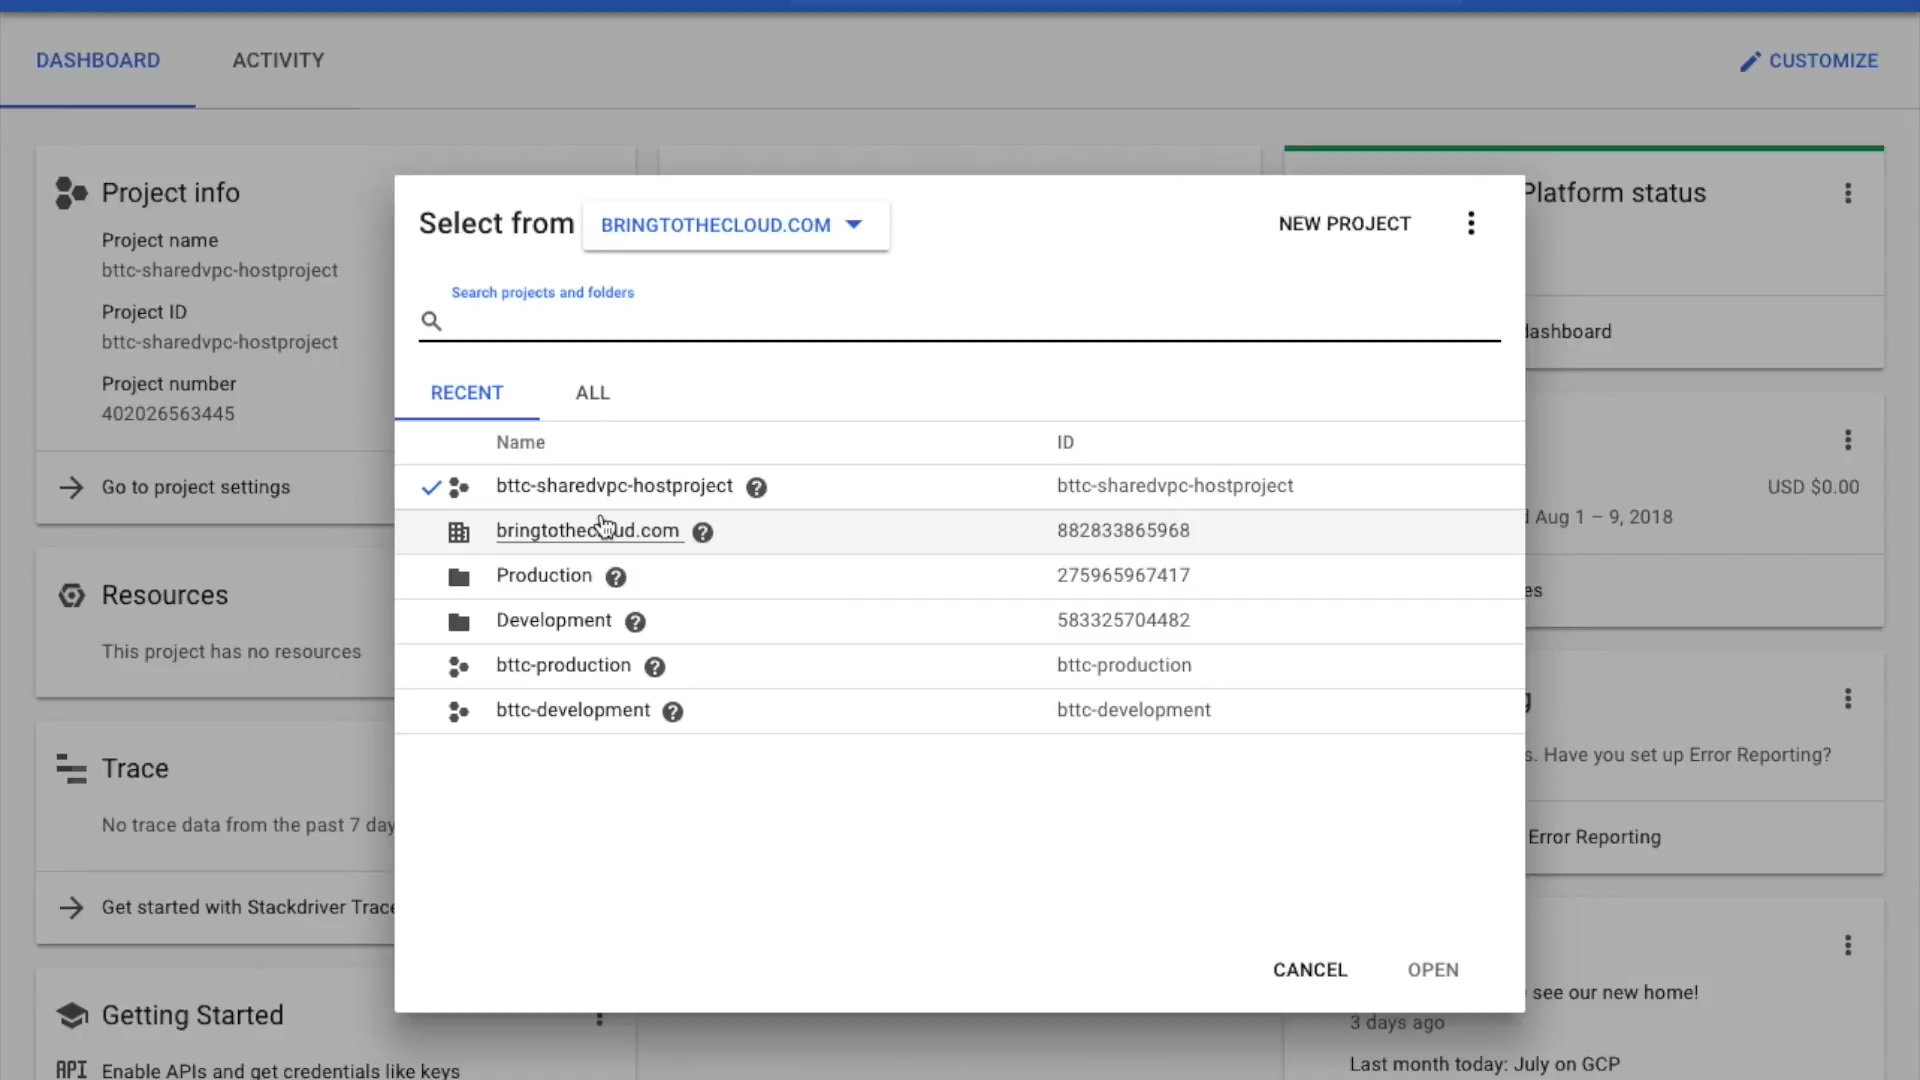 DASHBOARD
ACTIVITY
CUSTOMIZE
Project info
Project name
bttc-sharedvpc-hostproject
Project ID
bttc-sharedvpc-hostproject
Project number
402026563445
Go to project settings
Resources
This project has no resources
Trace
No trace data from the past 7 day
Get started with Stackdriver Trace
Getting Started
API Enable APIs and get credentials like keys
Select from BRINGTOTHECLOUD.COM
NEW PROJECT
Search projects and folders
RECENT
ALL
Name ID
bttc-sharedvpc-hostproject bttc-sharedvpc-hostproject
bringtothecloud.com 882833865968
Production 275965967417
Development 583325704482
bttc-production bttc-production
bttc-development bttc-development
CANCEL
OPEN
Platform status
dashboard
USD $0.00
Aug 1 – 9, 2018
es
s. Have you set up Error Reporting?
Error Reporting
see our new home!
3 days ago
Last month today: July on GCP